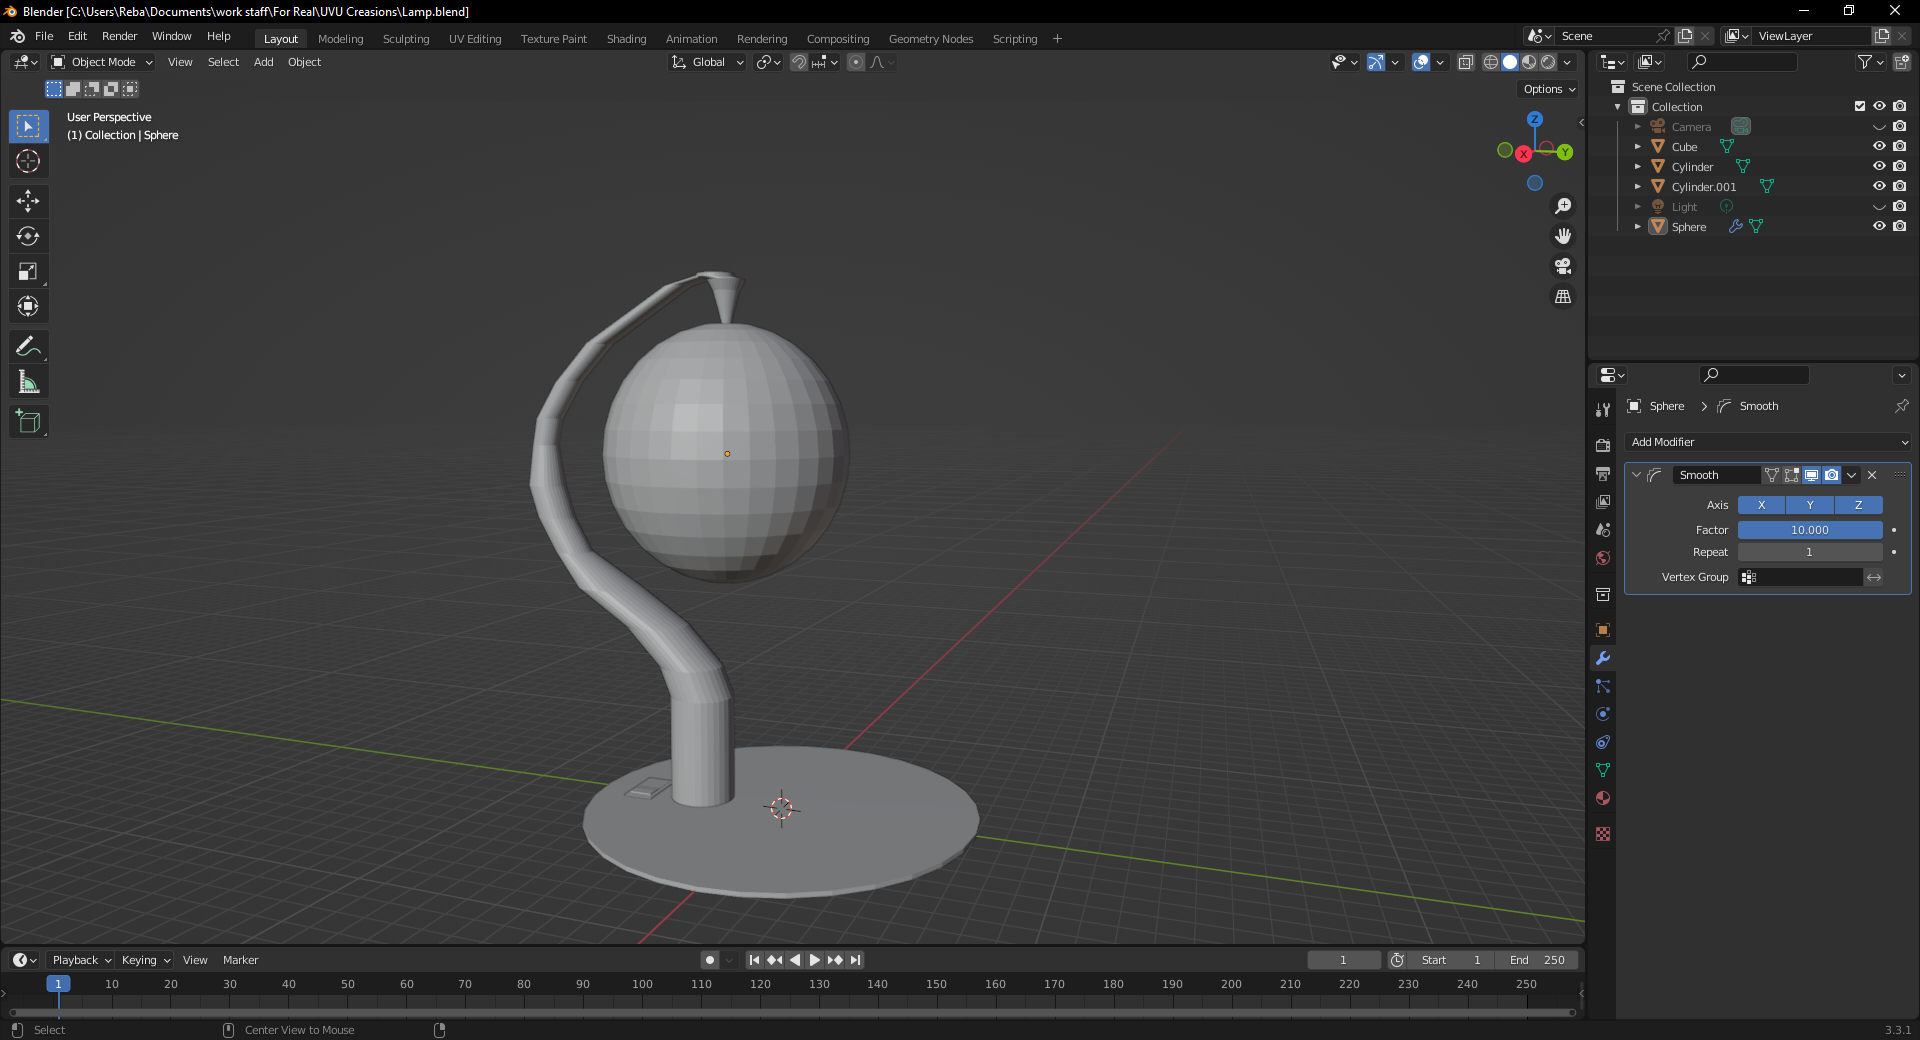 Blender [C:\Users\Reba\Documents\work staff\For Real\UVU Creasions\Lamp.blend]
File Edit Render Window Help Layout Modeling Sculpting UV Editing Texture Paint Shading Animation Rendering Compositing Geometry Nodes Scripting + Scene ViewLayer
Object Mode View Select Add Object Global
Options
User Perspective
(1) Collection | Sphere
Z
X
Y
Scene Collection
Collection
Camera
Cube
Cylinder
Cylinder.001
Light
Sphere
Sphere > Smooth
Add Modifier
Smooth
Axis X Y Z
Factor 10.000
Repeat 1
Vertex Group
Playback Keying View Marker 1 Start 1 End 250
1 10 20 30 40 50 60 70 80 90 100 110 120 130 140 150 160 170 180 190 200 210 220 230 240 250
Select Center View to Mouse 3.3.1